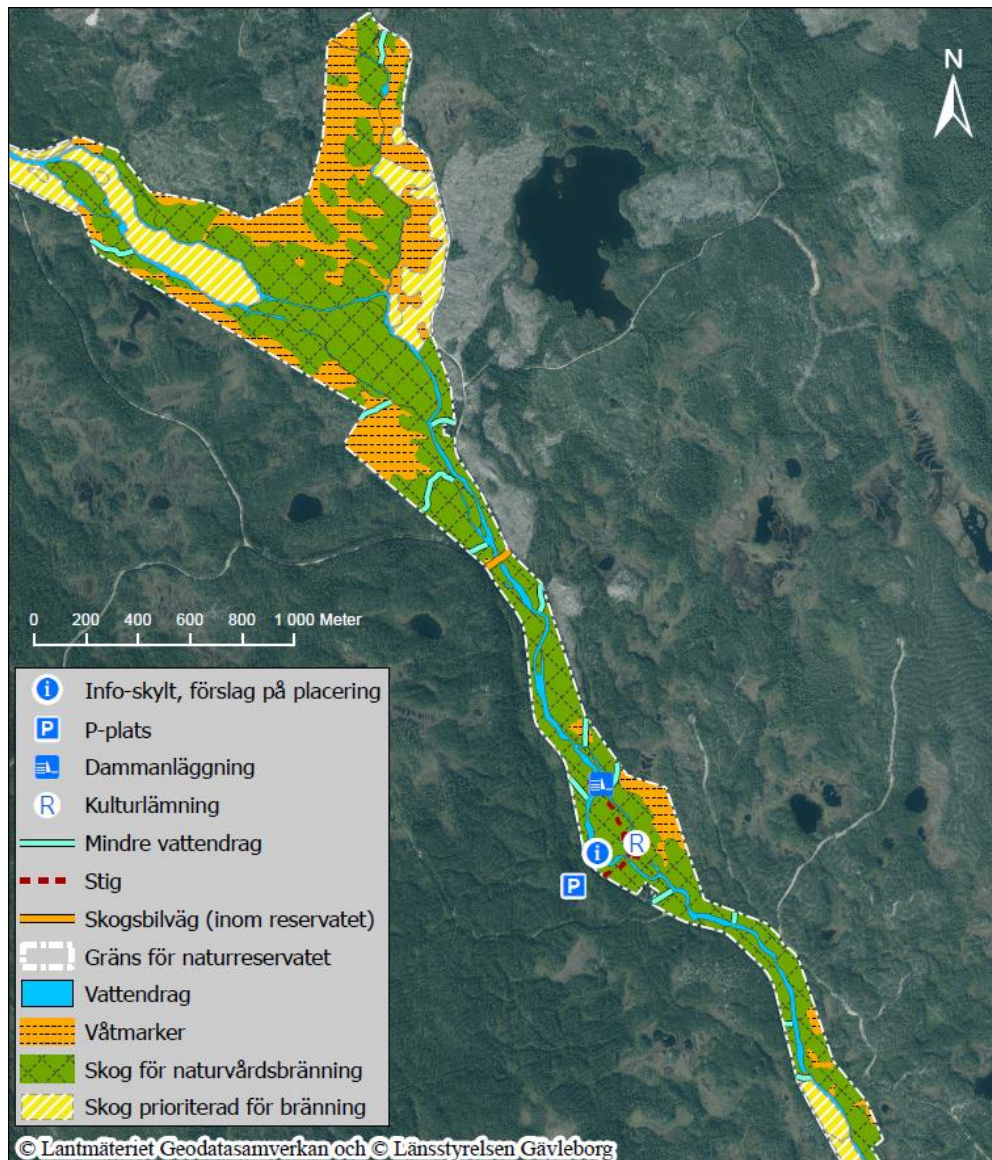 N
0 200 400 600 800 1 000 Meter
i Info-skylt, förslag på placering
P P-plats
Dammanläggning
R Kulturlämning
Mindre vattendrag
Stig
Skogsbilväg (inom reservatet)
Gräns för naturreservatet
Vattendrag
Våtmarker
Skog för naturvårdsbränning
Skog prioriterad för bränning
R
i
P
© Lantmäteriet Geodatasamverkan och © Länsstyrelsen Gävleborg